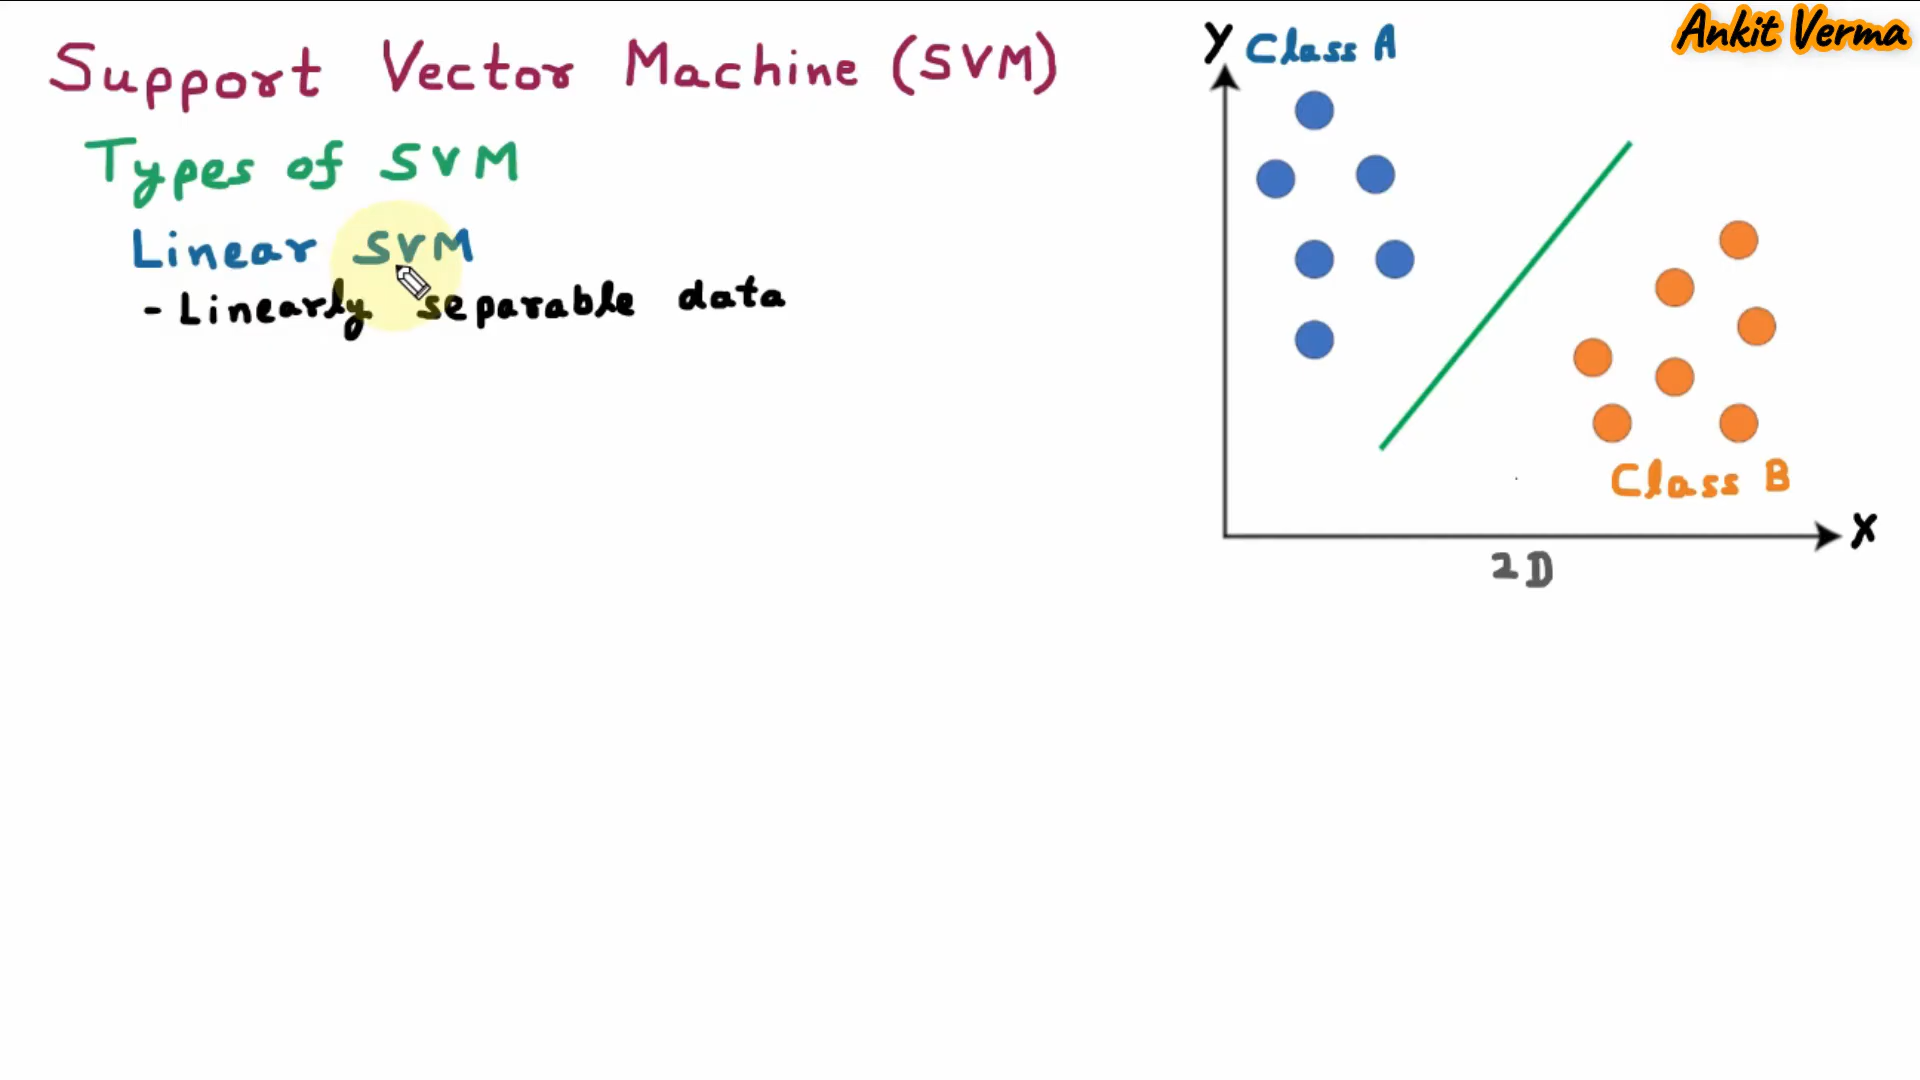 Support Vector Machine (SVM)
Types of SVM
Linear SVM
- Linearly separable data
Y Class A
Ankit Verma
Class B
X
2D